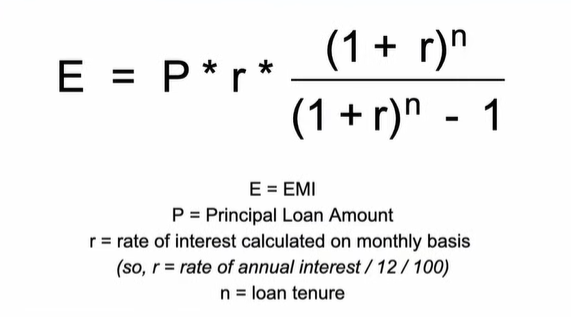 E = P * r * (1 + r)ⁿ
(1 + r)ⁿ - 1
E = EMI
P = Principal Loan Amount
r = rate of interest calculated on monthly basis
(so, r = rate of annual interest / 12 / 100)
n = loan tenure